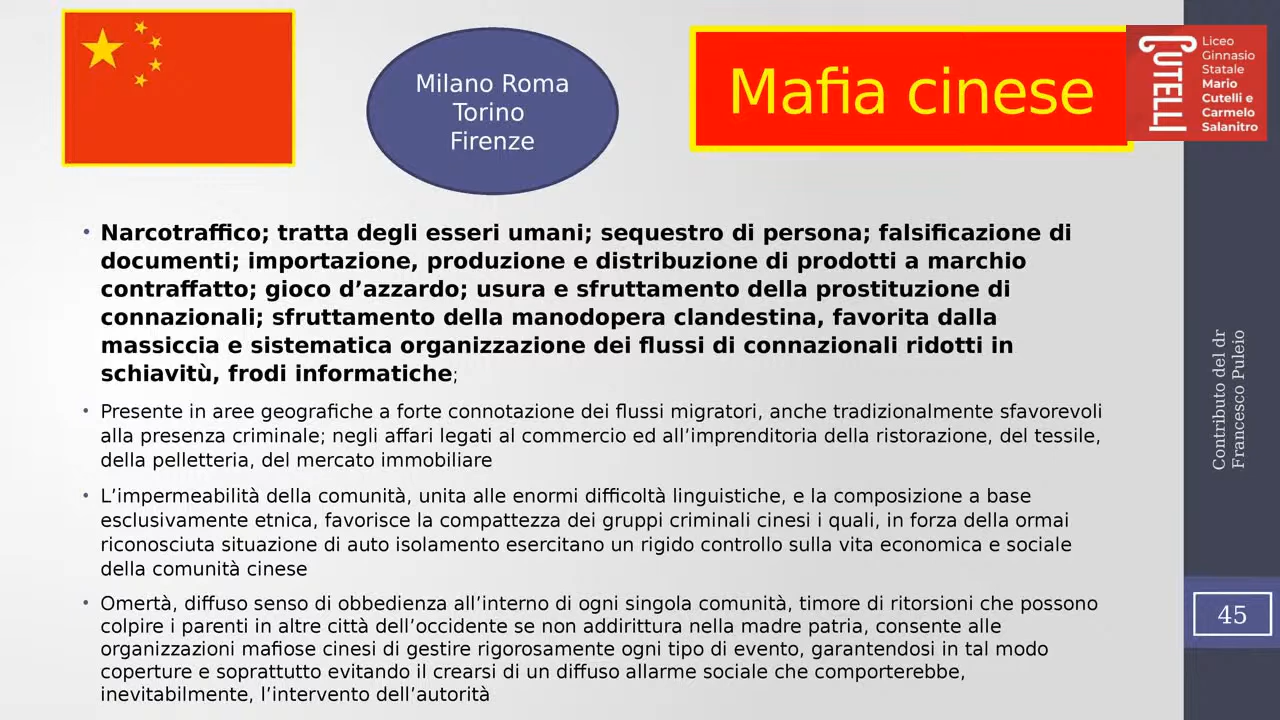 Milano Roma
Torino
Firenze
Mafia cinese
CUTELLI
Liceo
Ginnasio
Statale
Mario
Cutelli e
Carmelo
Salanitro
• Narcotraffico; tratta degli esseri umani; sequestro di persona; falsificazione di
documenti; importazione, produzione e distribuzione di prodotti a marchio
contraffatto; gioco d’azzardo; usura e sfruttamento della prostituzione di
connazionali; sfruttamento della manodopera clandestina, favorita dalla
massiccia e sistematica organizzazione dei flussi di connazionali ridotti in
schiavitù, frodi informatiche;
• Presente in aree geografiche a forte connotazione dei flussi migratori, anche tradizionalmente sfavorevoli
alla presenza criminale; negli affari legati al commercio ed all’imprenditoria della ristorazione, del tessile,
della pelletteria, del mercato immobiliare
• L’impermeabilità della comunità, unita alle enormi difficoltà linguistiche, e la composizione a base
esclusivamente etnica, favorisce la compattezza dei gruppi criminali cinesi i quali, in forza della ormai
riconosciuta situazione di auto isolamento esercitano un rigido controllo sulla vita economica e sociale
della comunità cinese
• Omertà, diffuso senso di obbedienza all’interno di ogni singola comunità, timore di ritorsioni che possono
colpire i parenti in altre città dell’occidente se non addirittura nella madre patria, consente alle
organizzazioni mafiose cinesi di gestire rigorosamente ogni tipo di evento, garantendosi in tal modo
coperture e soprattutto evitando il crearsi di un diffuso allarme sociale che comporterebbe,
inevitabilmente, l’intervento dell’autorità
Contributo del dr
Francesco Puleio
45